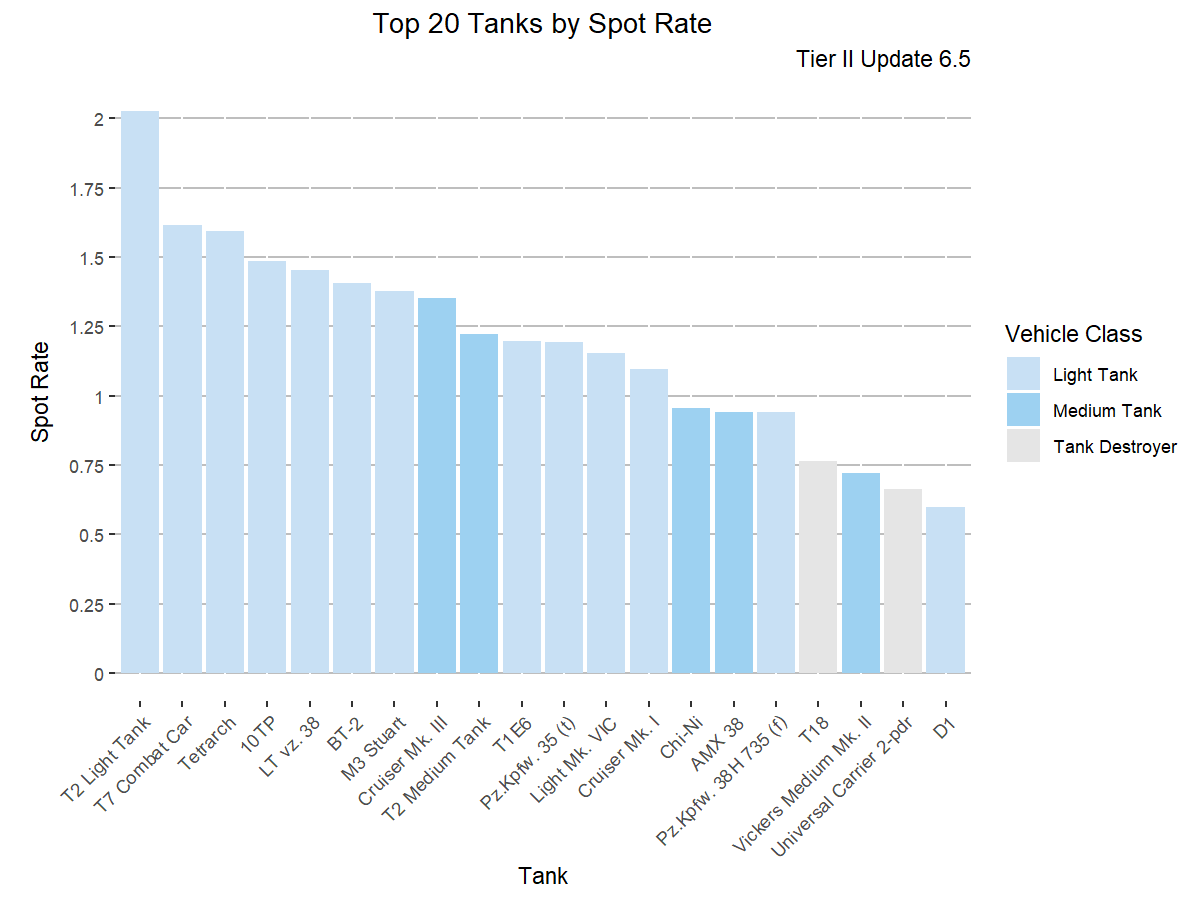 Top 20 Tanks by Spot Rate
Tier II Update 6.5
2
1.75
1.5
1.25
1
0.75
0.5
0.25
0
Spot Rate
T2 Light Tank
T7 Combat Car
Tetrarch
10TP
LT vz. 38
BT-2
M3 Stuart
Cruiser Mk. III
T2 Medium Tank
T1E6
Pz.Kpfw. 35 (t)
Light Mk. VIC
Cruiser Mk. I
Chi-Ni
AMX 38
Pz.Kpfw. 38 H 735 (f)
T18
Vickers Medium Mk. II
Universal Carrier 2-pdr
D1
Tank
Vehicle Class
Light Tank
Medium Tank
Tank Destroyer